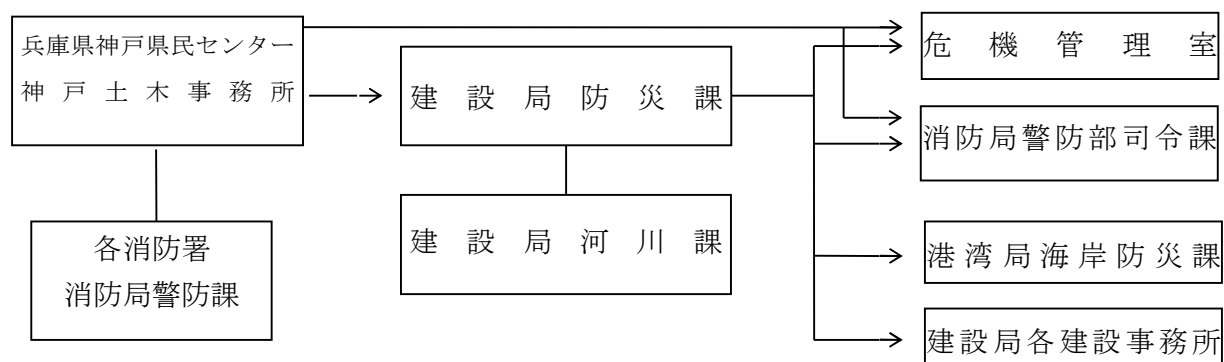 兵庫県神戸県民センター
神戸土木事務所
建設局防災課
危機管理室
消防局警防部司令課
建設局河川課
各消防署
消防局警防課
港湾局海岸防災課
建設局各建設事務所